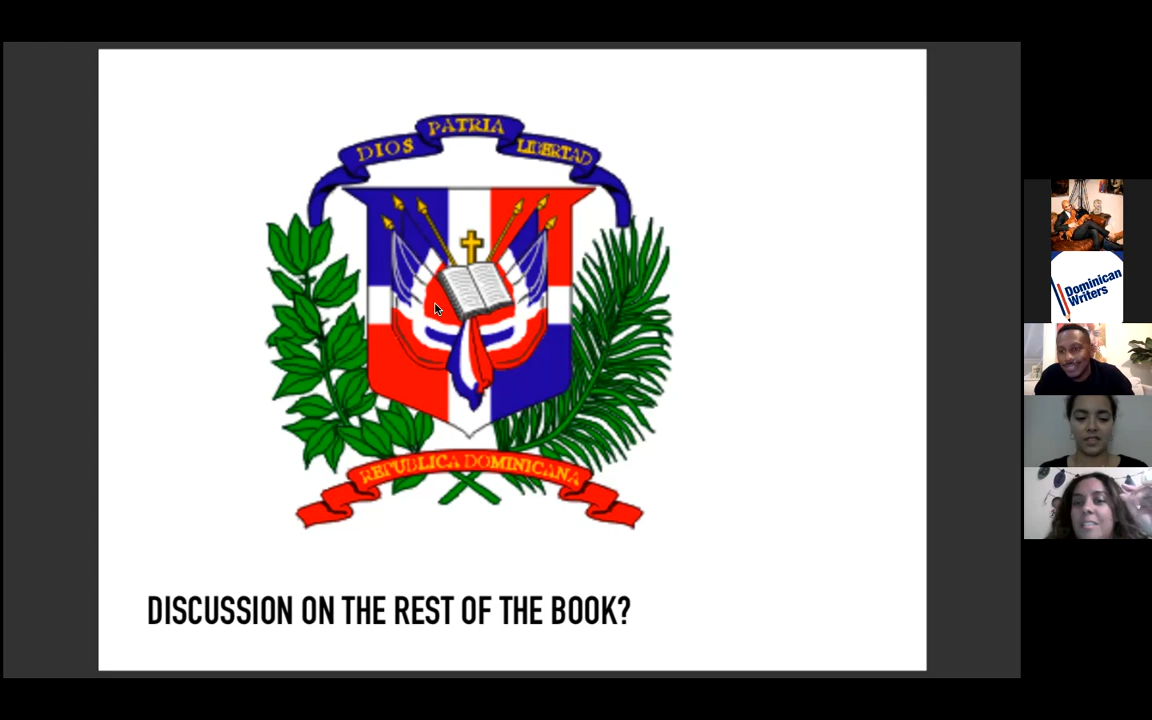 DIOS PATRIA LIBERTAD
REPUBLICA DOMINICANA
DISCUSSION ON THE REST OF THE BOOK?
Dominican
Writers